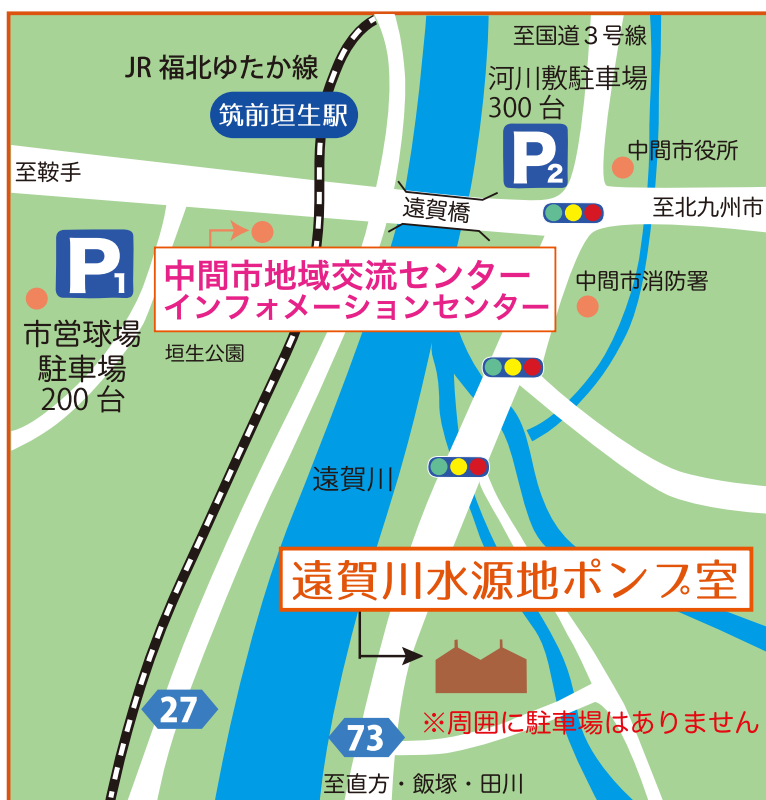 至国道3号線
JR 福北ゆたか線
筑前垣生駅
河川敷駐車場
300 台
P2
中間市役所
至鞍手
遠賀橋
至北九州市
P1
中間市地域交流センター
インフォメーションセンター
中間市消防署
市営球場
駐車場
200 台
垣生公園
遠賀川
遠賀川水源地ポンプ室
27
73
※周囲に駐車場はありません
至直方・飯塚・田川